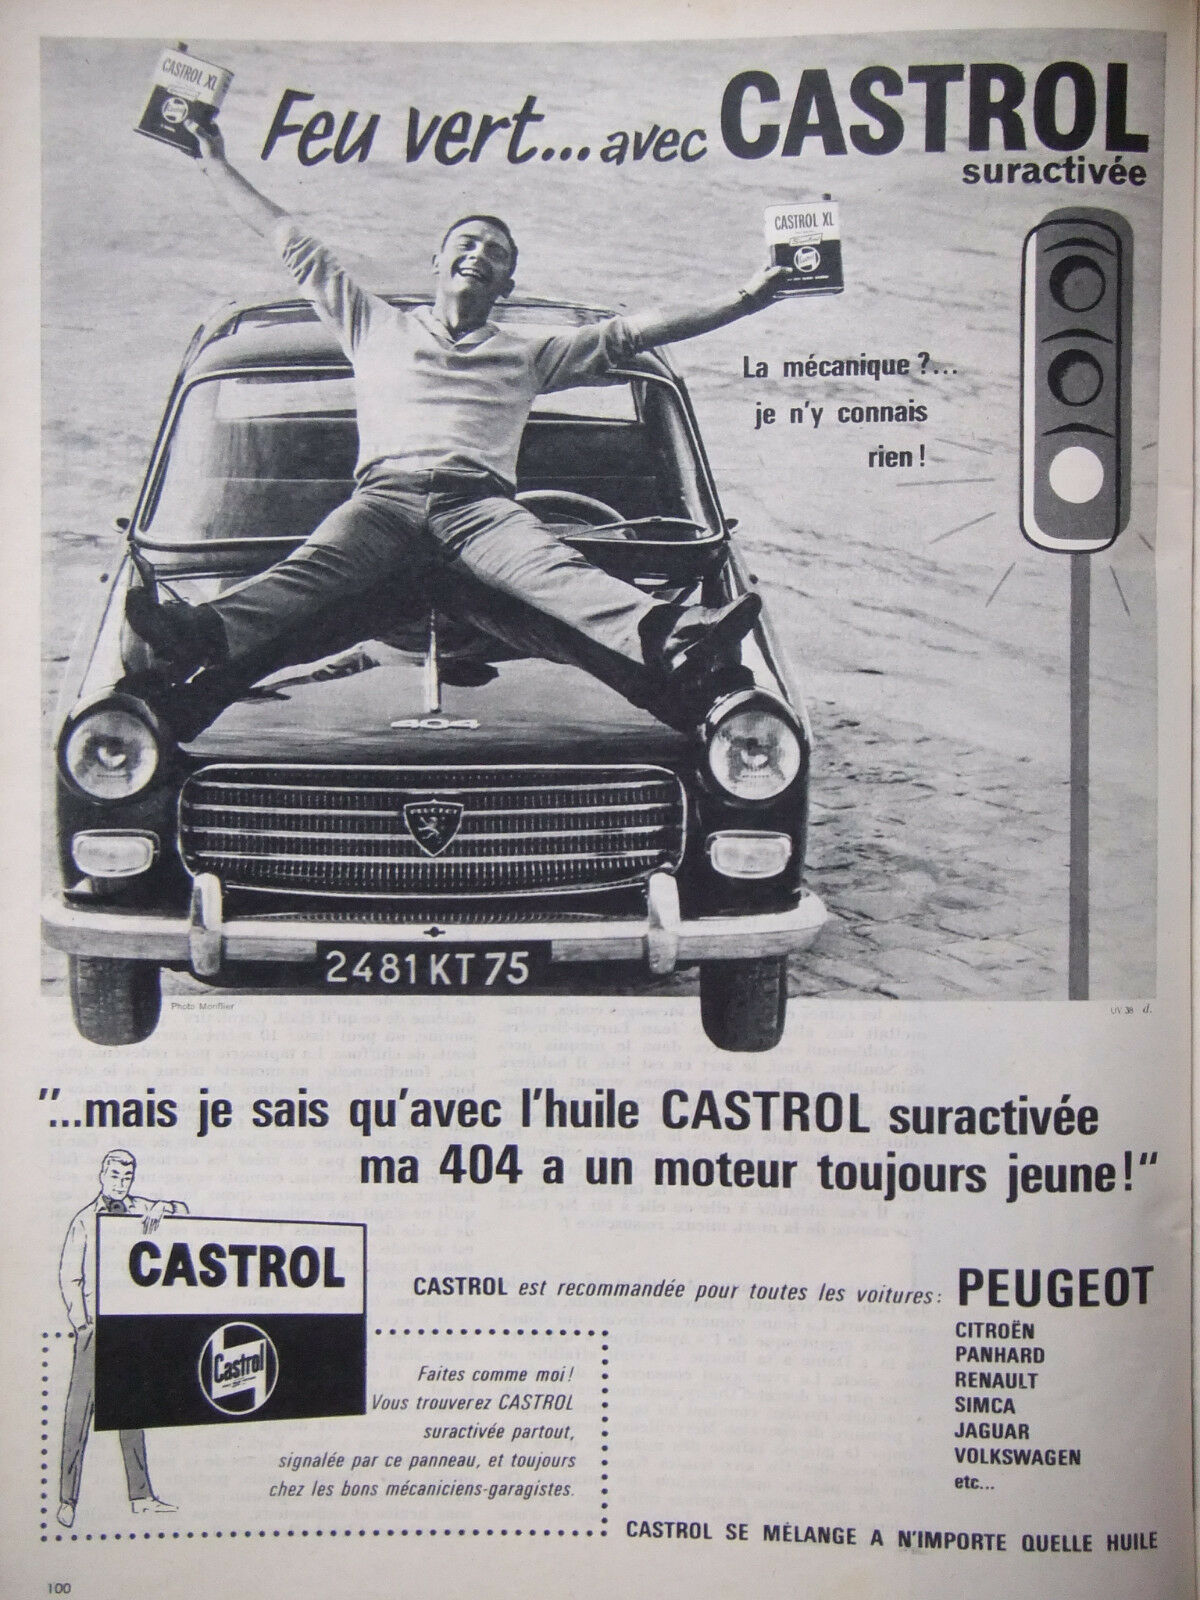 CASTROL XL
Castrol
Feu vert...avec CASTROL
suractivée
CASTROL XL
Castrol
La mécanique ?...
je n'y connais
rien !
404
PEUGEOT
2481 KT 75
Photo Monflier
UV 38 d.
"...mais je sais qu'avec l'huile CASTROL suractivée
ma 404 a un moteur toujours jeune!"
CASTROL
Castrol
CASTROL est recommandée pour toutes les voitures: PEUGEOT
CITROËN
PANHARD
RENAULT
SIMCA
JAGUAR
VOLKSWAGEN
etc...
Faites comme moi!
Vous trouverez CASTROL
suractivée partout,
signalée par ce panneau, et toujours
chez les bons mécaniciens-garagistes.
CASTROL SE MÉLANGE A N'IMPORTE QUELLE HUILE
100